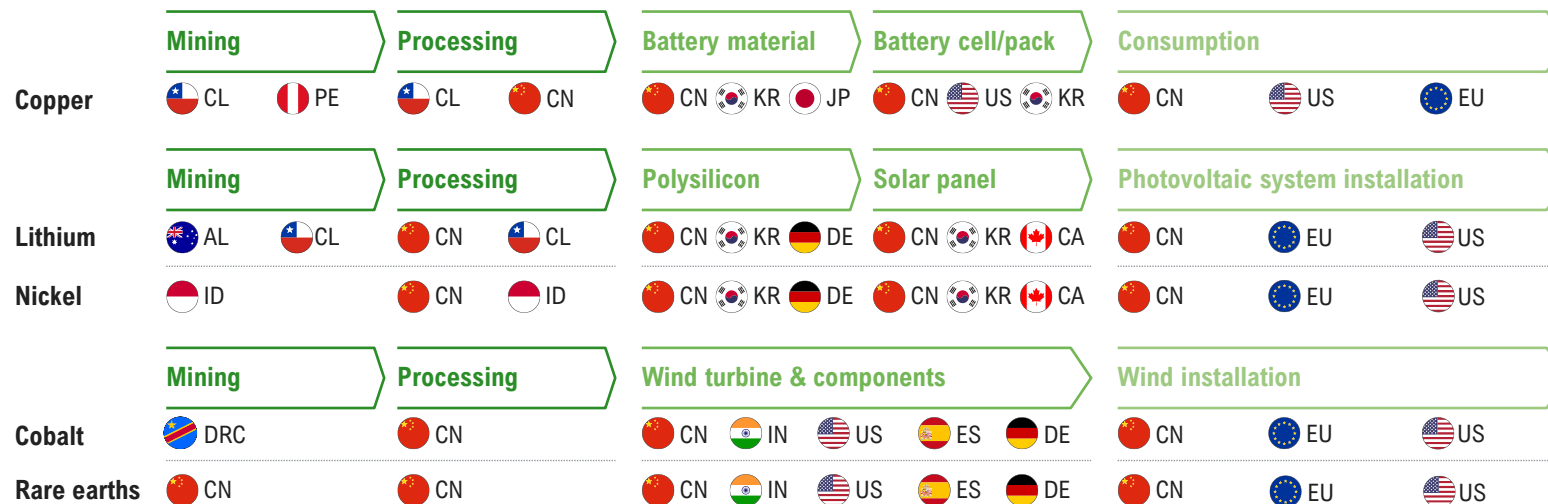 Mining Processing Battery material Battery cell/pack Consumption
Copper CL PE CL CN CN KR JP CN US KR CN US EU
Mining Processing Polysilicon Solar panel Photovoltaic system installation
Lithium AL CL CN CL CN KR DE CN KR CA CN EU US
Nickel ID CN ID CN KR DE CN KR CA CN EU US
Mining Processing Wind turbine & components Wind installation
Cobalt DRC CN CN IN US ES DE CN EU US
Rare earths CN CN CN IN US ES DE CN EU US